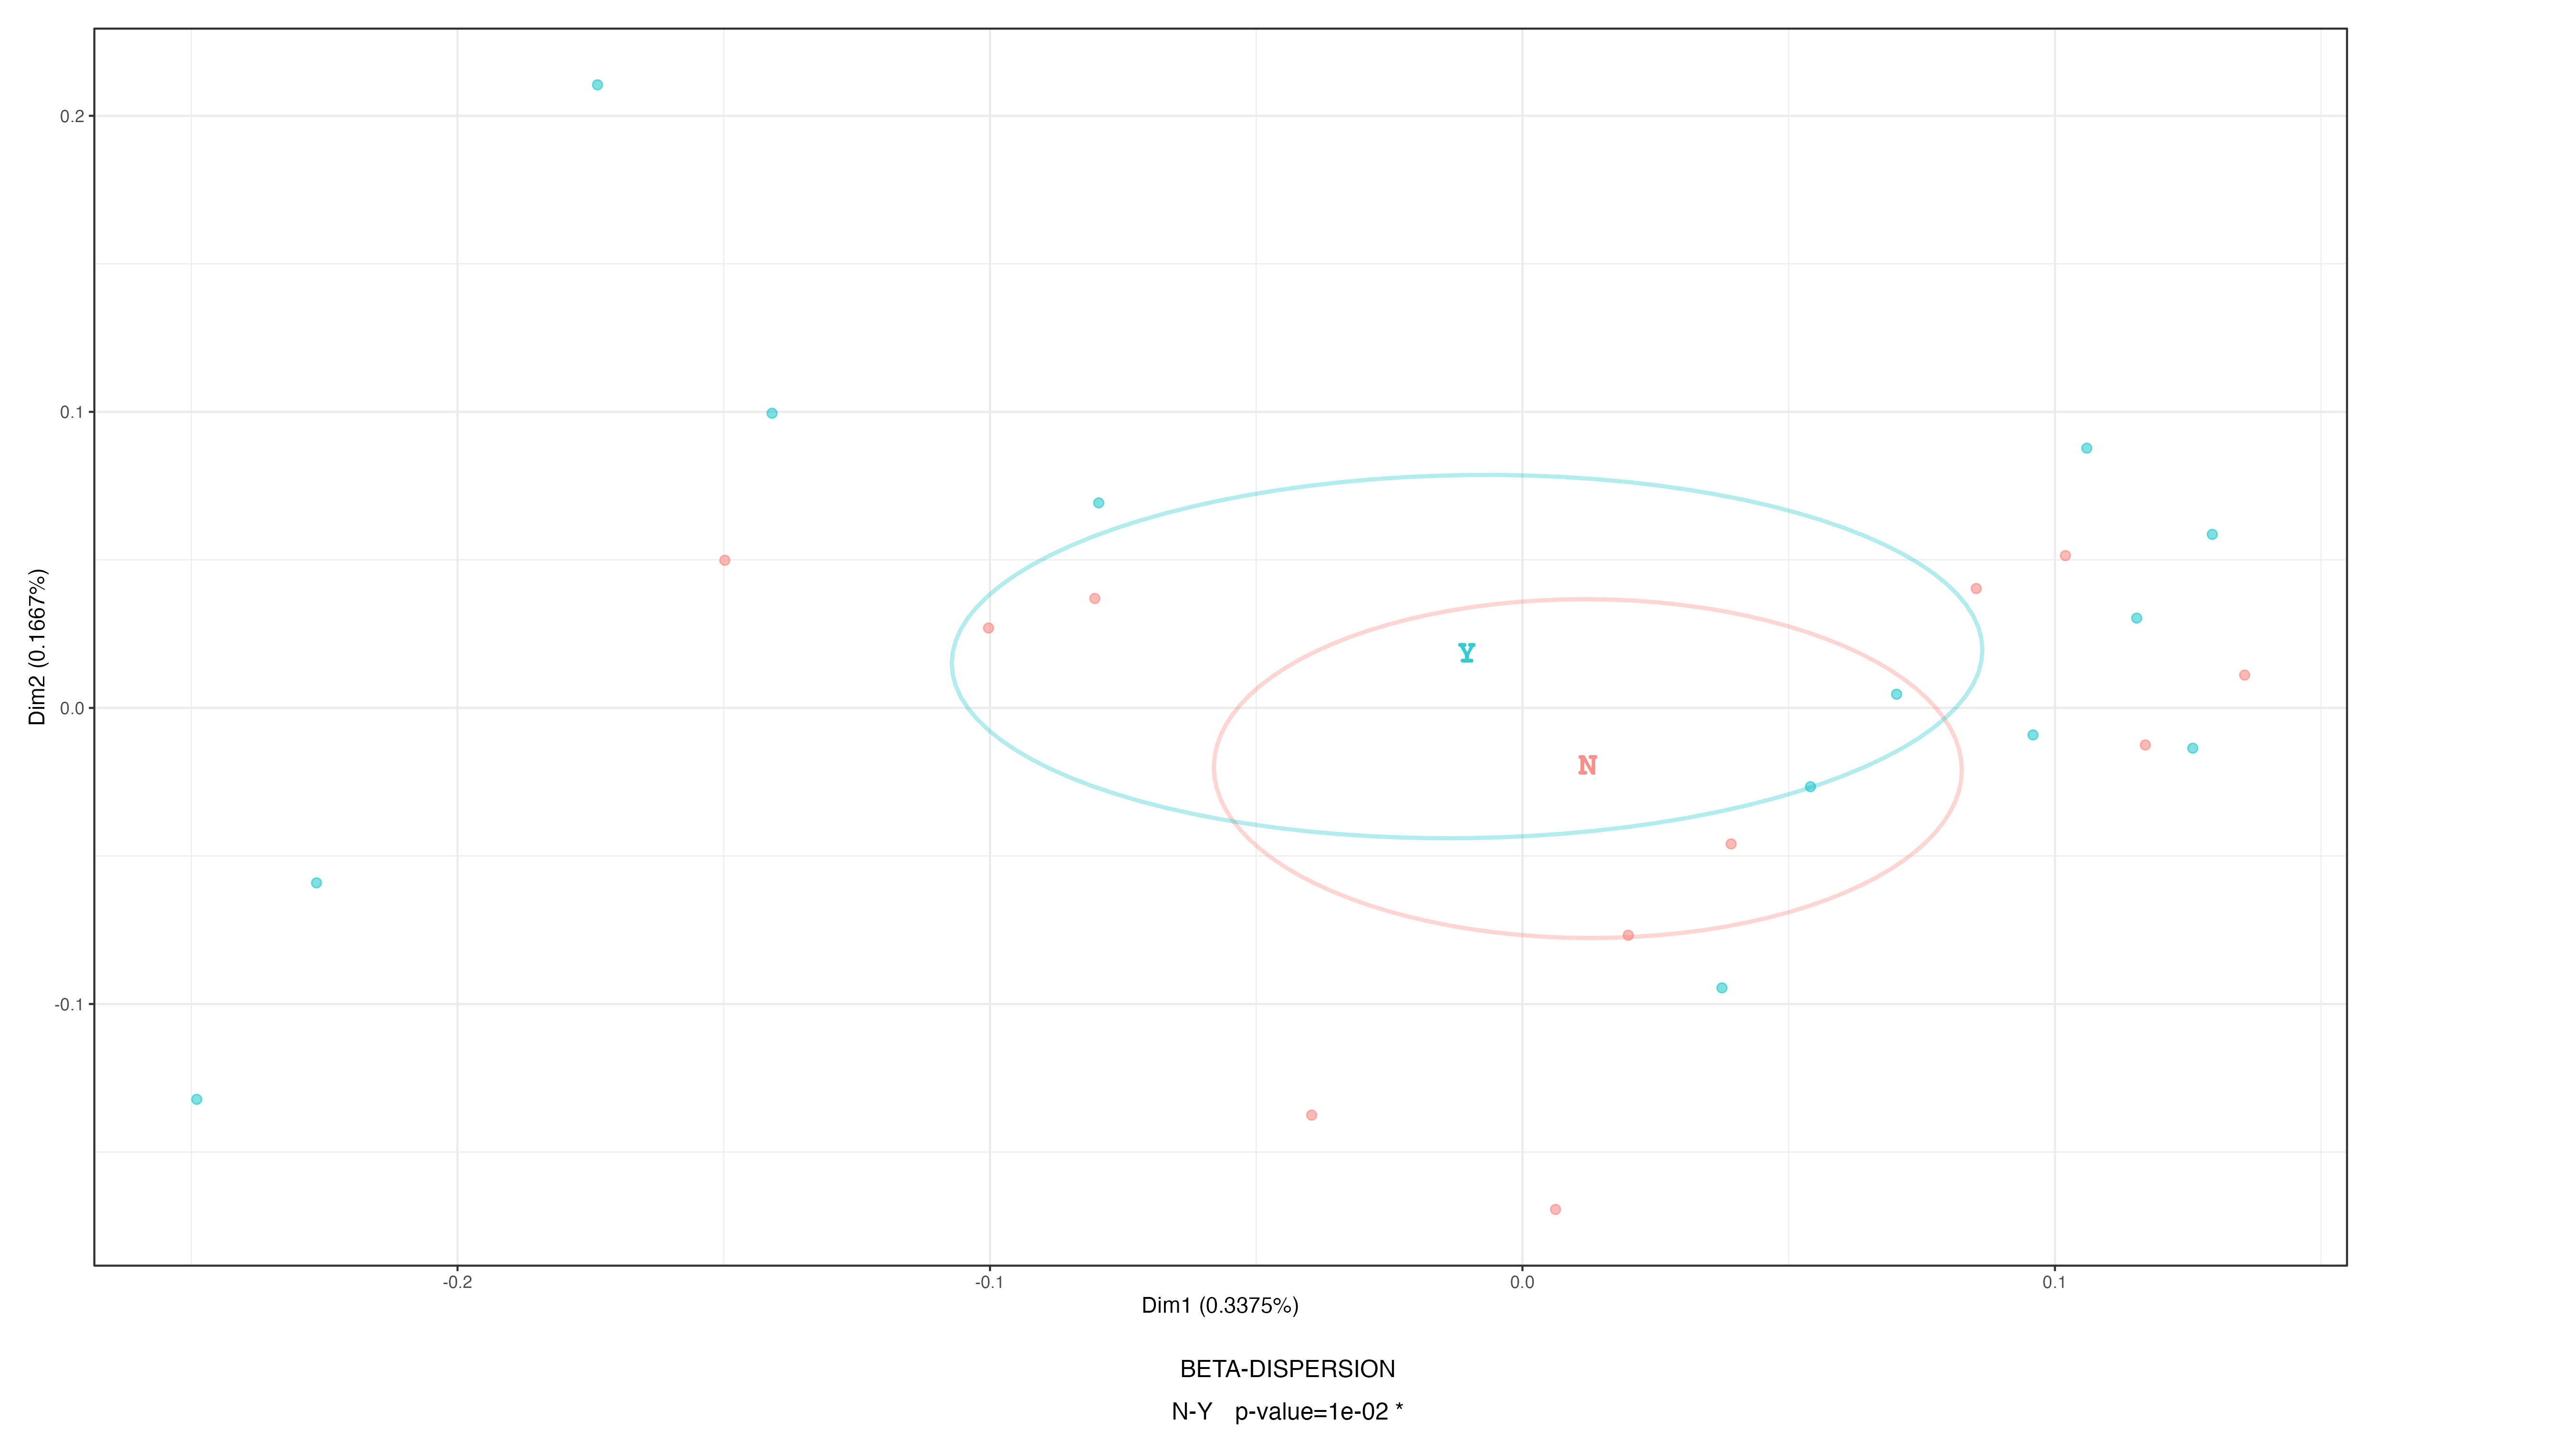 0.2
0.1
0.0
-0.1
Dim2 (0.1667%)
Y
N
-0.2
-0.1
0.0
0.1
Dim1 (0.3375%)
BETA-DISPERSION
N-Y p-value=1e-02 *